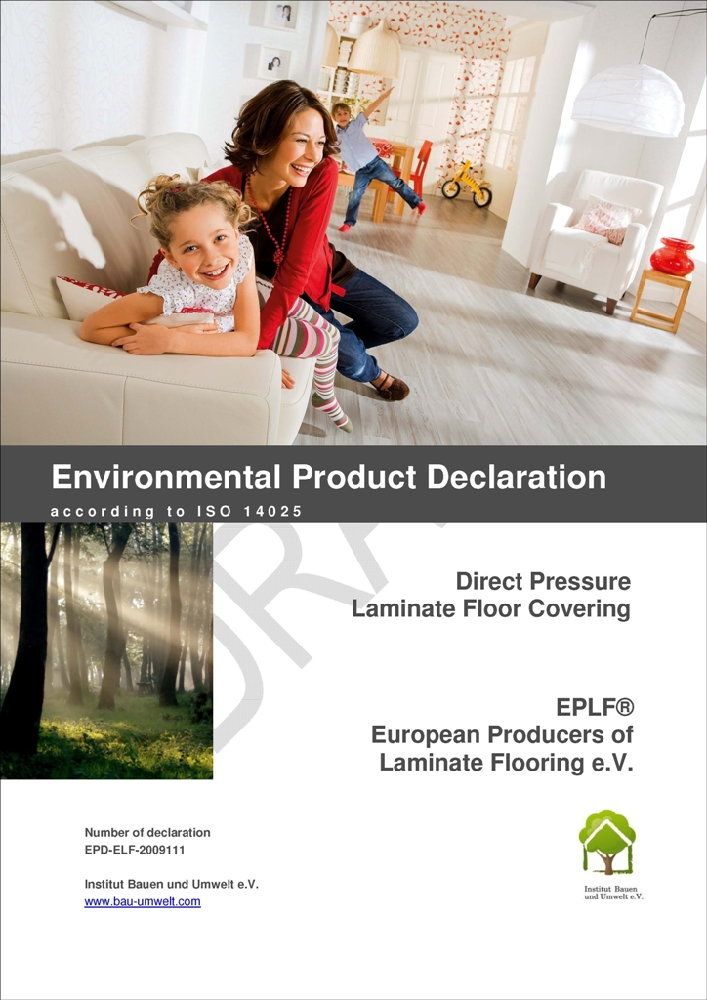 Environmental Product Declaration
according to ISO 14025
DRA
Direct Pressure
Laminate Floor Covering
EPLF®
European Producers of
Laminate Flooring e.V.
Number of declaration
EPD-ELF-2009111
Institut Bauen und Umwelt e.V.
www.bau-umwelt.com
Institut Bauen
und Umwelt e.V.